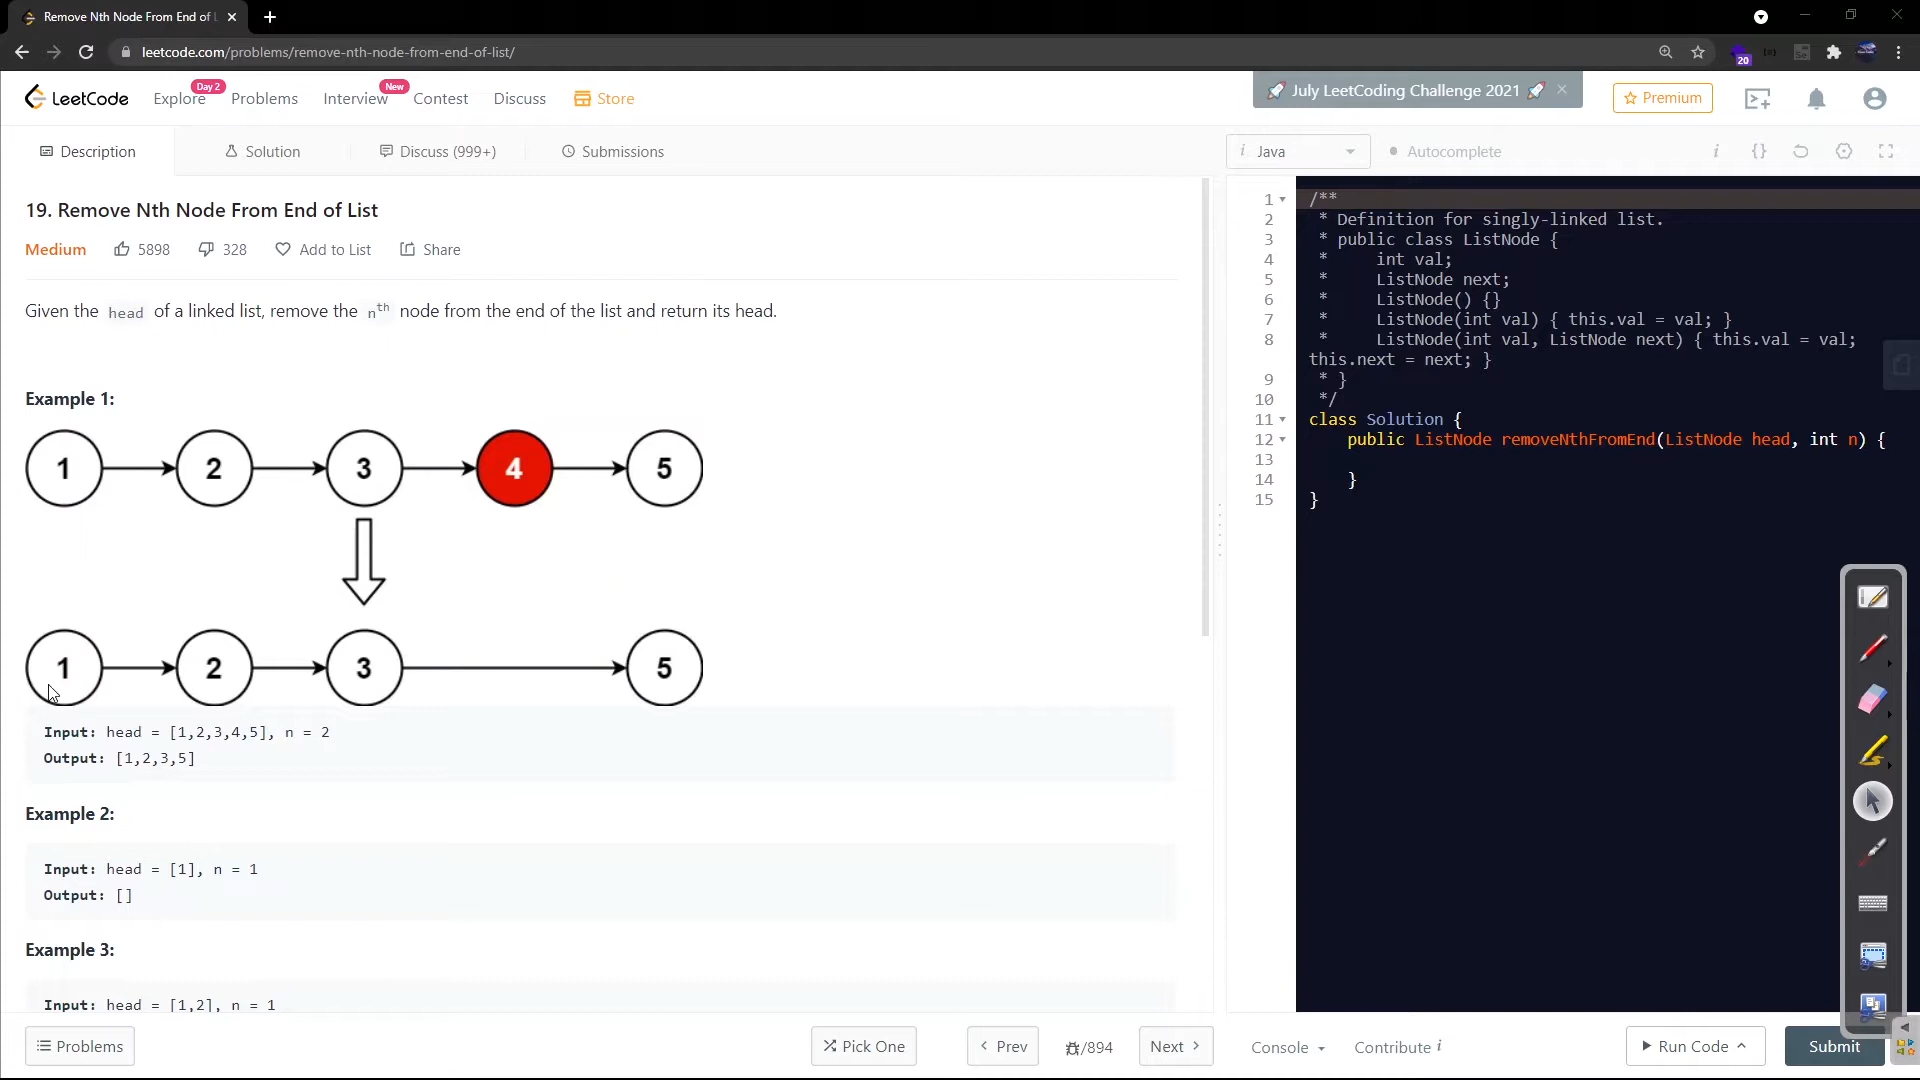 Remove Nth Node From End of L
leetcode.com/problems/remove-nth-node-from-end-of-list/
20
LeetCode
Explore
Day 2
Problems
Interview
New
Contest
Discuss
Store
🚀 July LeetCoding Challenge 2021 🚀 ×
Premium
Description
Solution
Discuss (999+)
Submissions
i Java
Autocomplete
i {}
19. Remove Nth Node From End of List
Medium 5898 328 Add to List Share
Given the head of a linked list, remove the nth node from the end of the list and return its head.
Example 1:
1 2 3 4 5
1 2 3 5
Input: head = [1,2,3,4,5], n = 2
Output: [1,2,3,5]
Example 2:
Input: head = [1], n = 1
Output: []
Example 3:
Input: head = [1,2], n = 1
1 /**
2 * Definition for singly-linked list.
3 * public class ListNode {
4 *     int val;
5 *     ListNode next;
6 *     ListNode() {}
7 *     ListNode(int val) { this.val = val; }
8 *     ListNode(int val, ListNode next) { this.val = val;
this.next = next; }
9 * }
10 */
11 class Solution {
12     public ListNode removeNthFromEnd(ListNode head, int n) {
13
14     }
15 }
Problems
Pick One
Prev
/894
Next
Console
Contribute i
Run Code
Submit